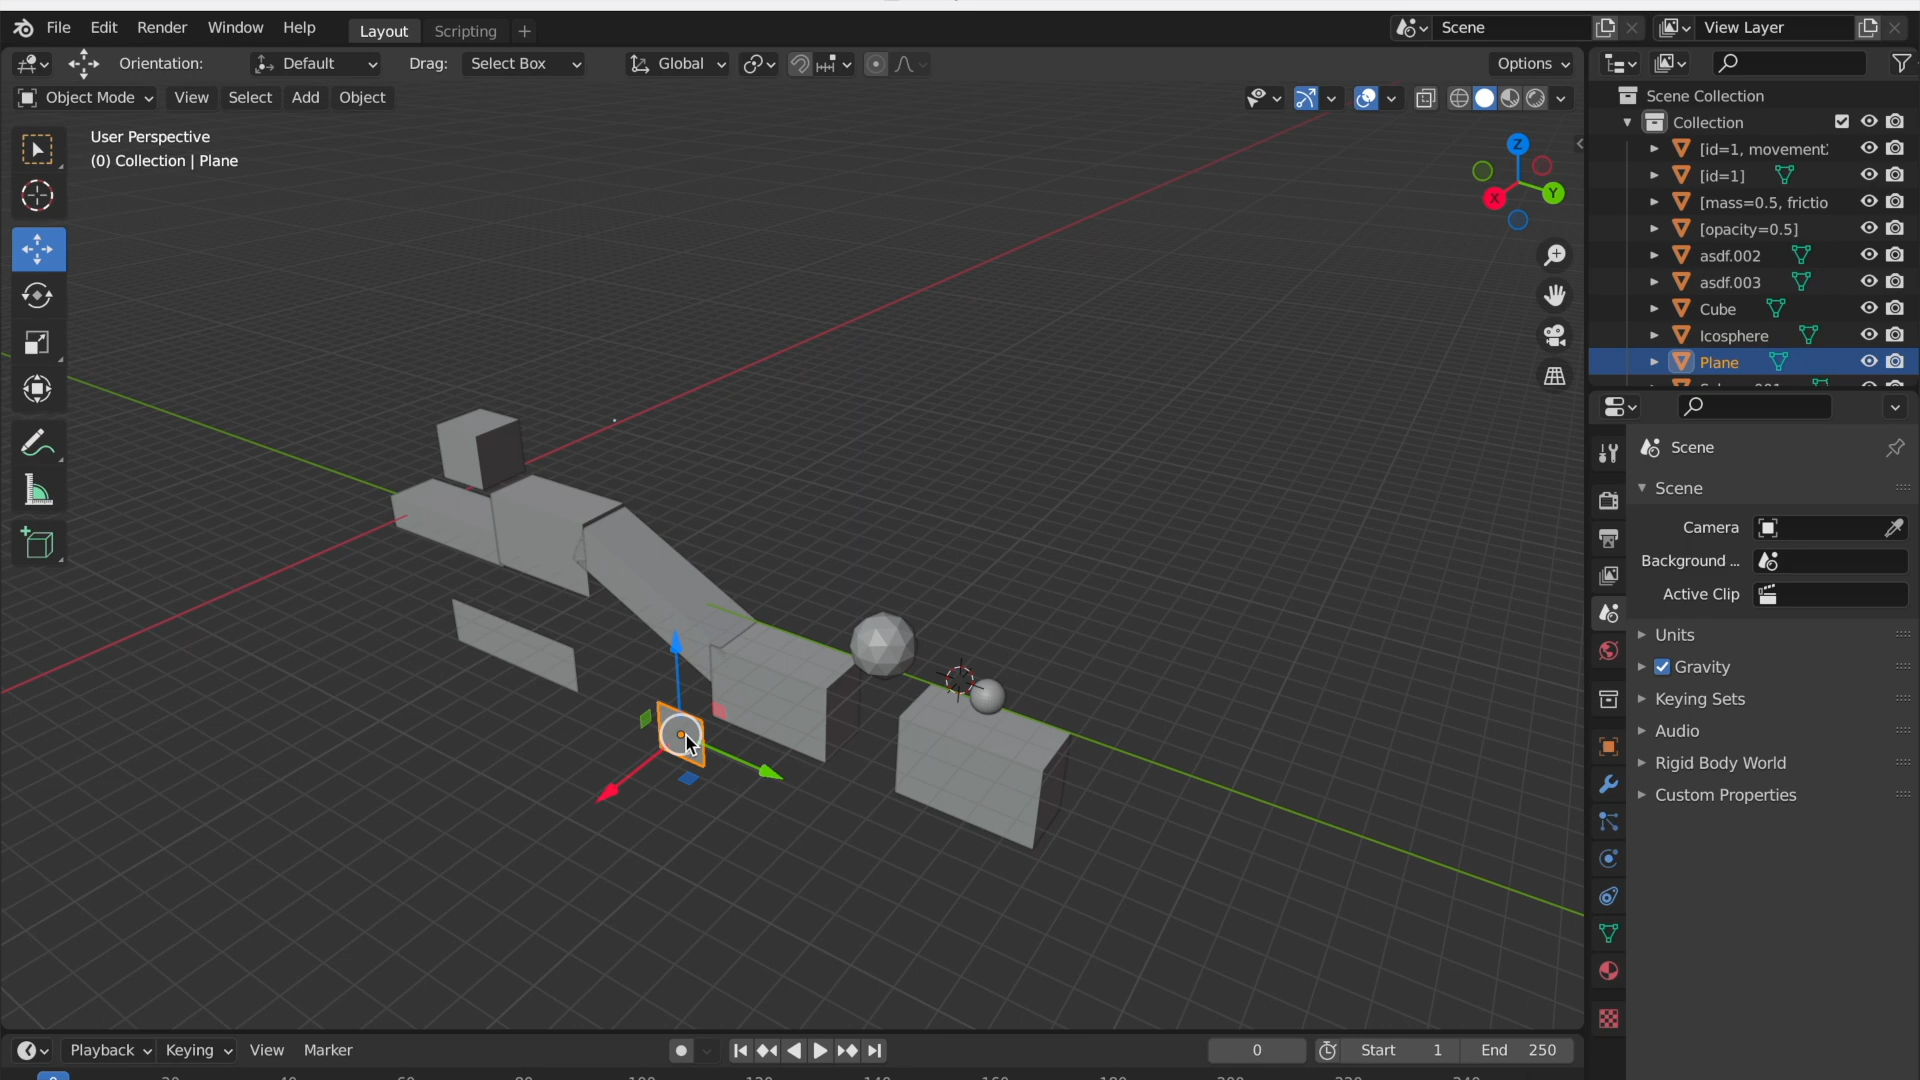 File Edit Render Window Help Layout Scripting + Scene View Layer
Orientation: Default Drag: Select Box Global Options
Object Mode View Select Add Object
User Perspective
(0) Collection | Plane
Z
Y
X
Scene Collection
Collection
[id=1, movement
[id=1]
[mass=0.5, frictio
[opacity=0.5]
asdf.002
asdf.003
Cube
Icosphere
Plane
Scene
Scene
Camera
Background ...
Active Clip
Units
Gravity
Keying Sets
Audio
Rigid Body World
Custom Properties
Playback Keying View Marker 0 Start 1 End 250